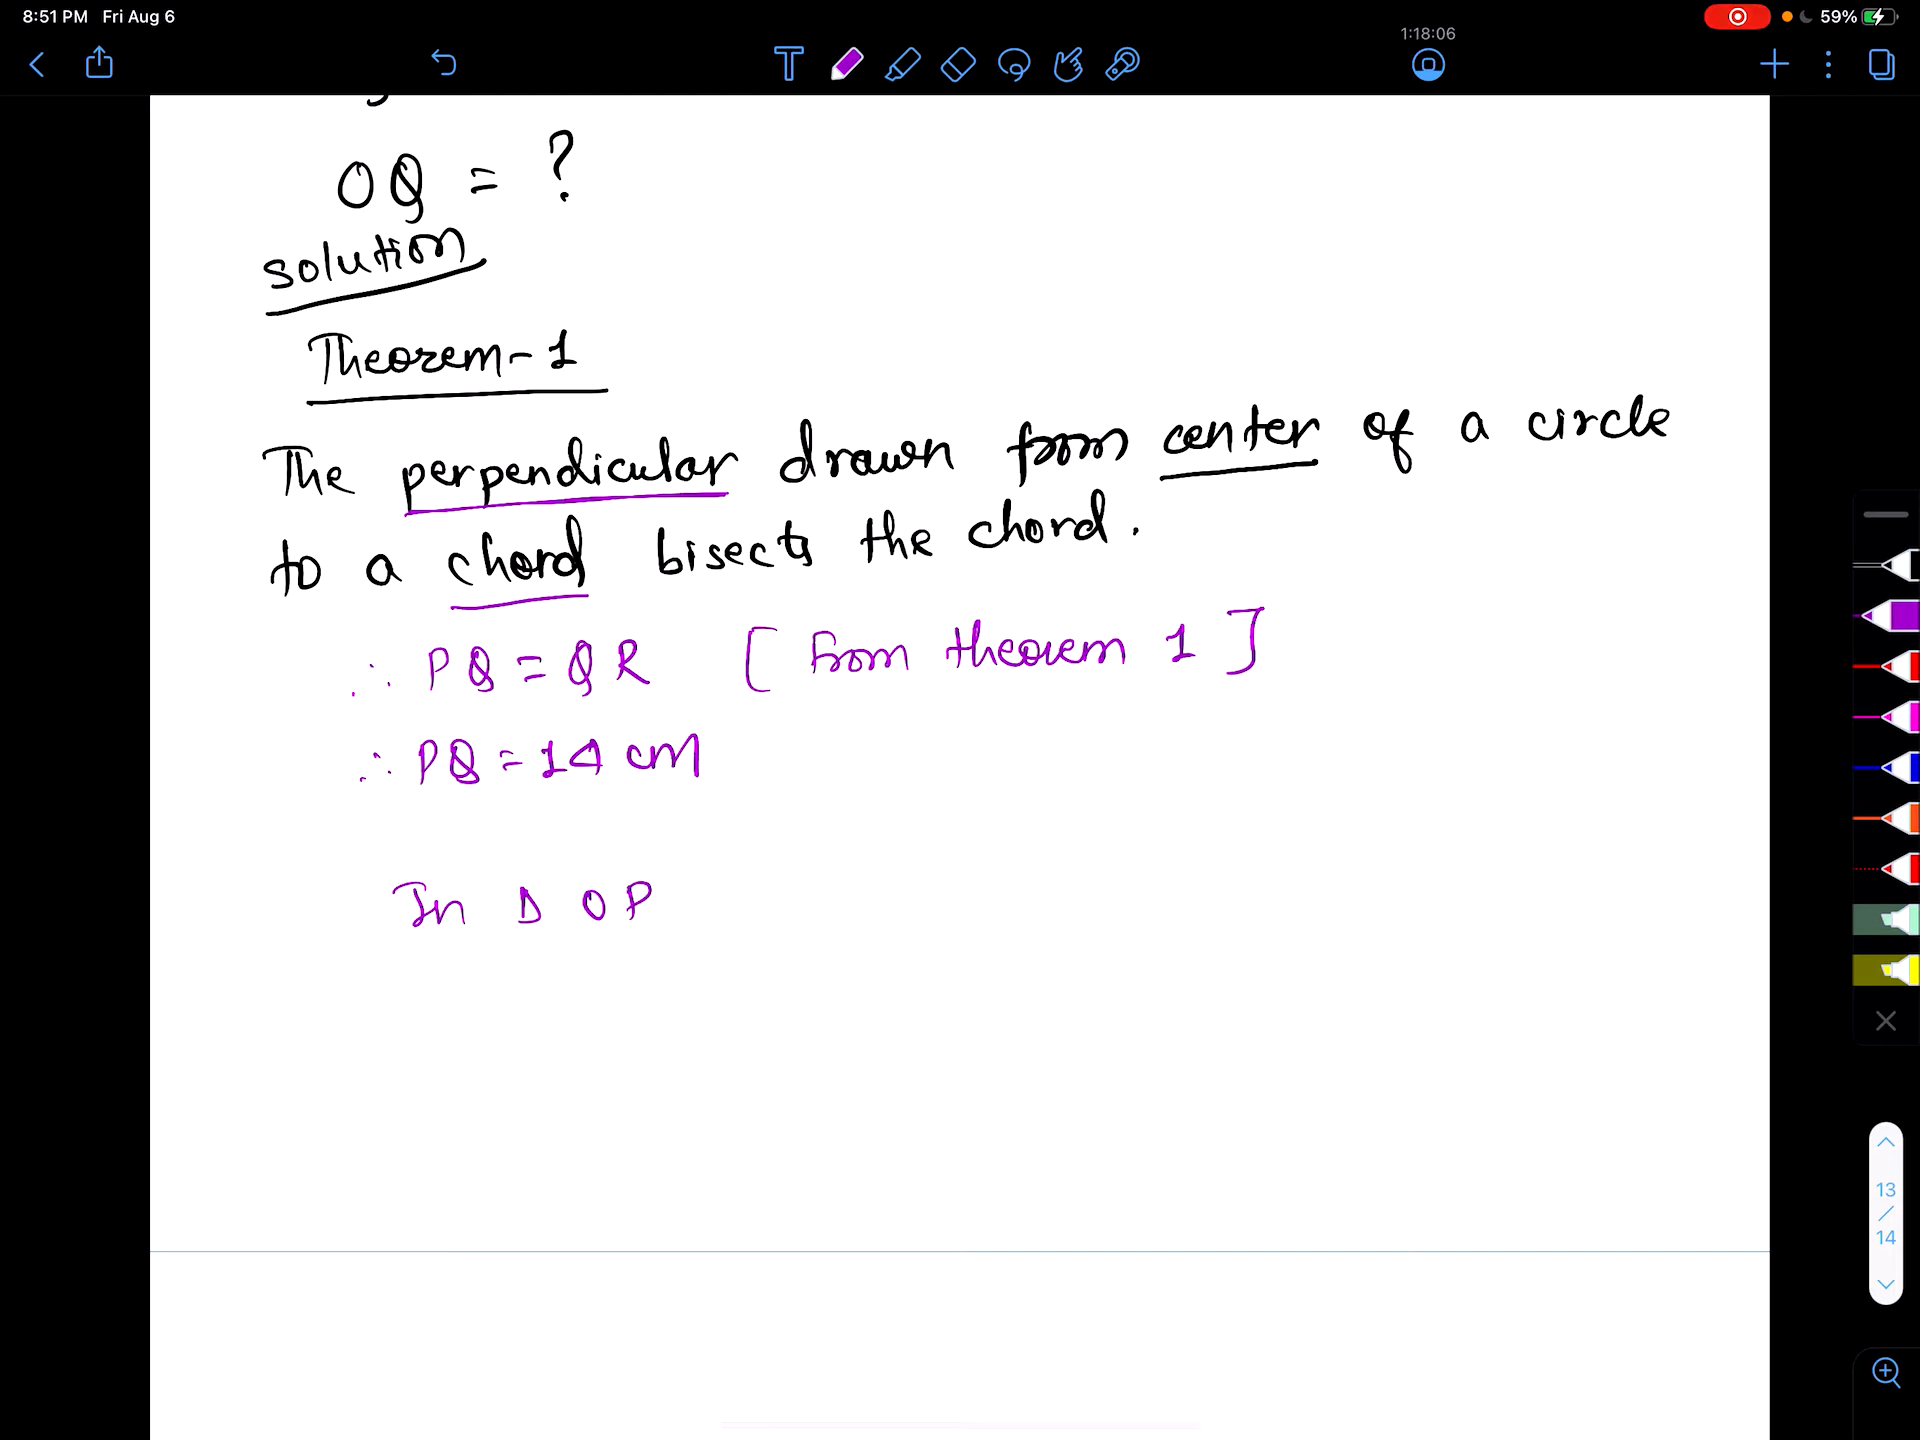 8:51 PM Fri Aug 6
59%
1:18:06
OQ = ?
solution
Theorem-1
The perpendicular drawn from center of a circle
to a chord bisects the chord.
∴ PQ = QR [ from theorem 1 ]
∴ PQ = 14 cm
In Δ OP
13
/
14